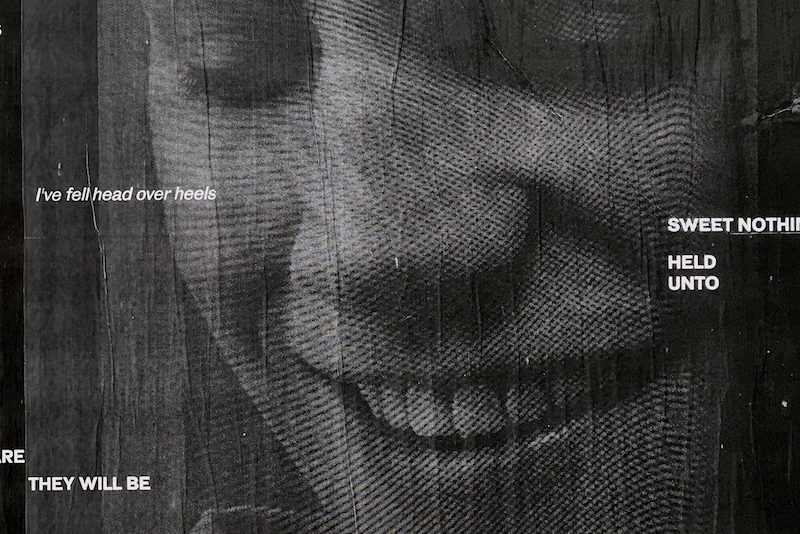 I've fell head over heels
SWEET NOTHIN
HELD
UNTO
ARE
THEY WILL BE